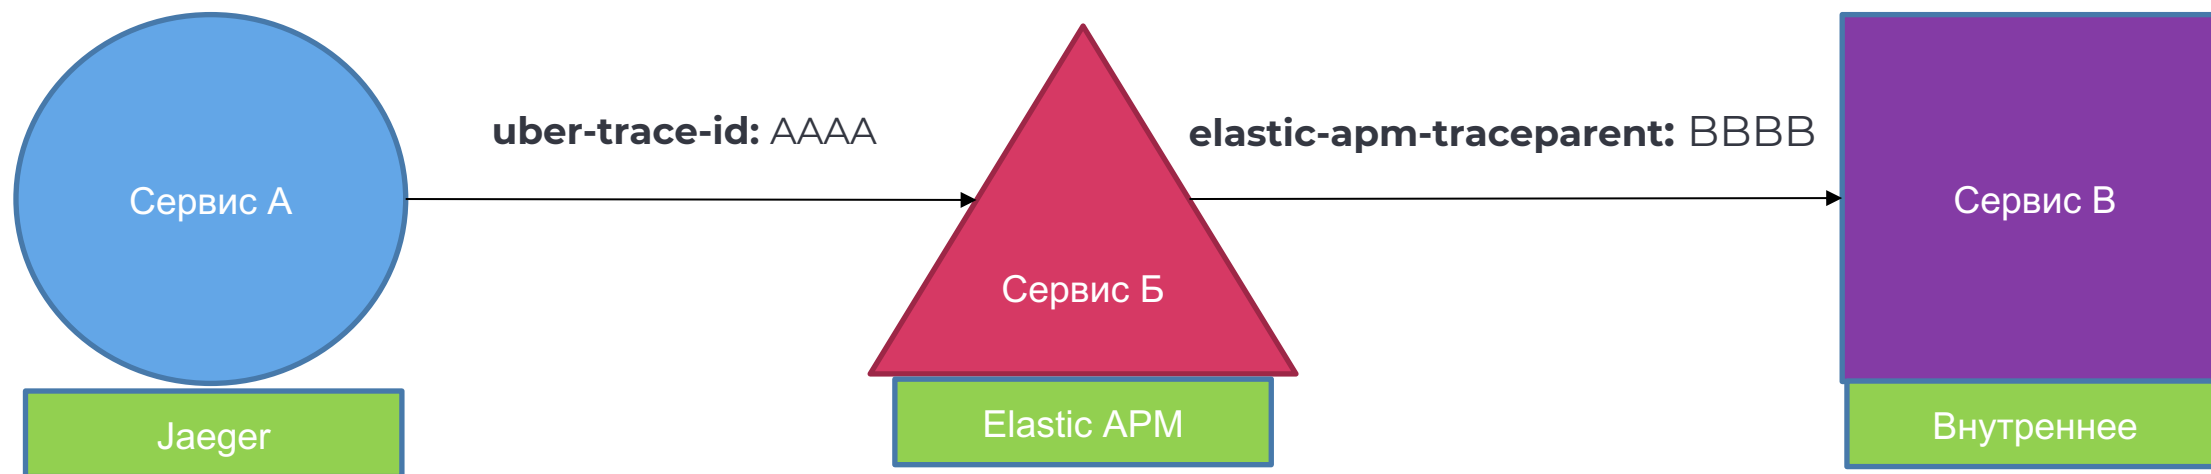 uber-trace-id: AAAA
elastic-apm-traceparent: BBBB
Сервис А
Сервис Б
Сервис В
Jaeger
Elastic APM
Внутреннее